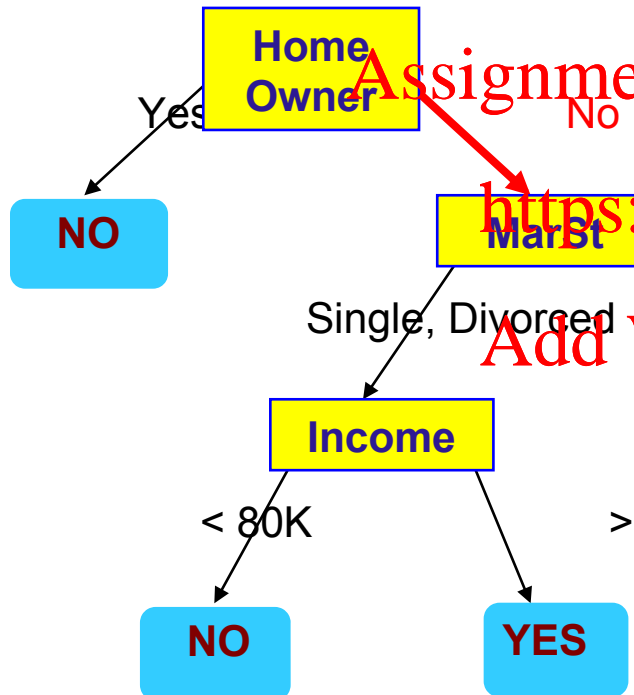 Home
Owner
Assignme
Yes
No
NO
https:
MarSt
Single, Divorced
Add
Income
< 80K
>
NO
YES